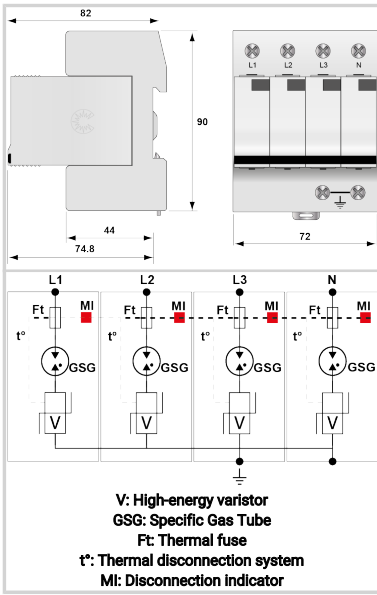 82
L1 L2 L3 N
90
44
74.8
72
L1 L2 L3 N
Ft MI Ft MI Ft MI Ft MI
t° t° t° t°
GSG GSG GSG GSG
V V V V
V: High-energy varistor
GSG: Specific Gas Tube
Ft: Thermal fuse
t°: Thermal disconnection system
MI: Disconnection indicator